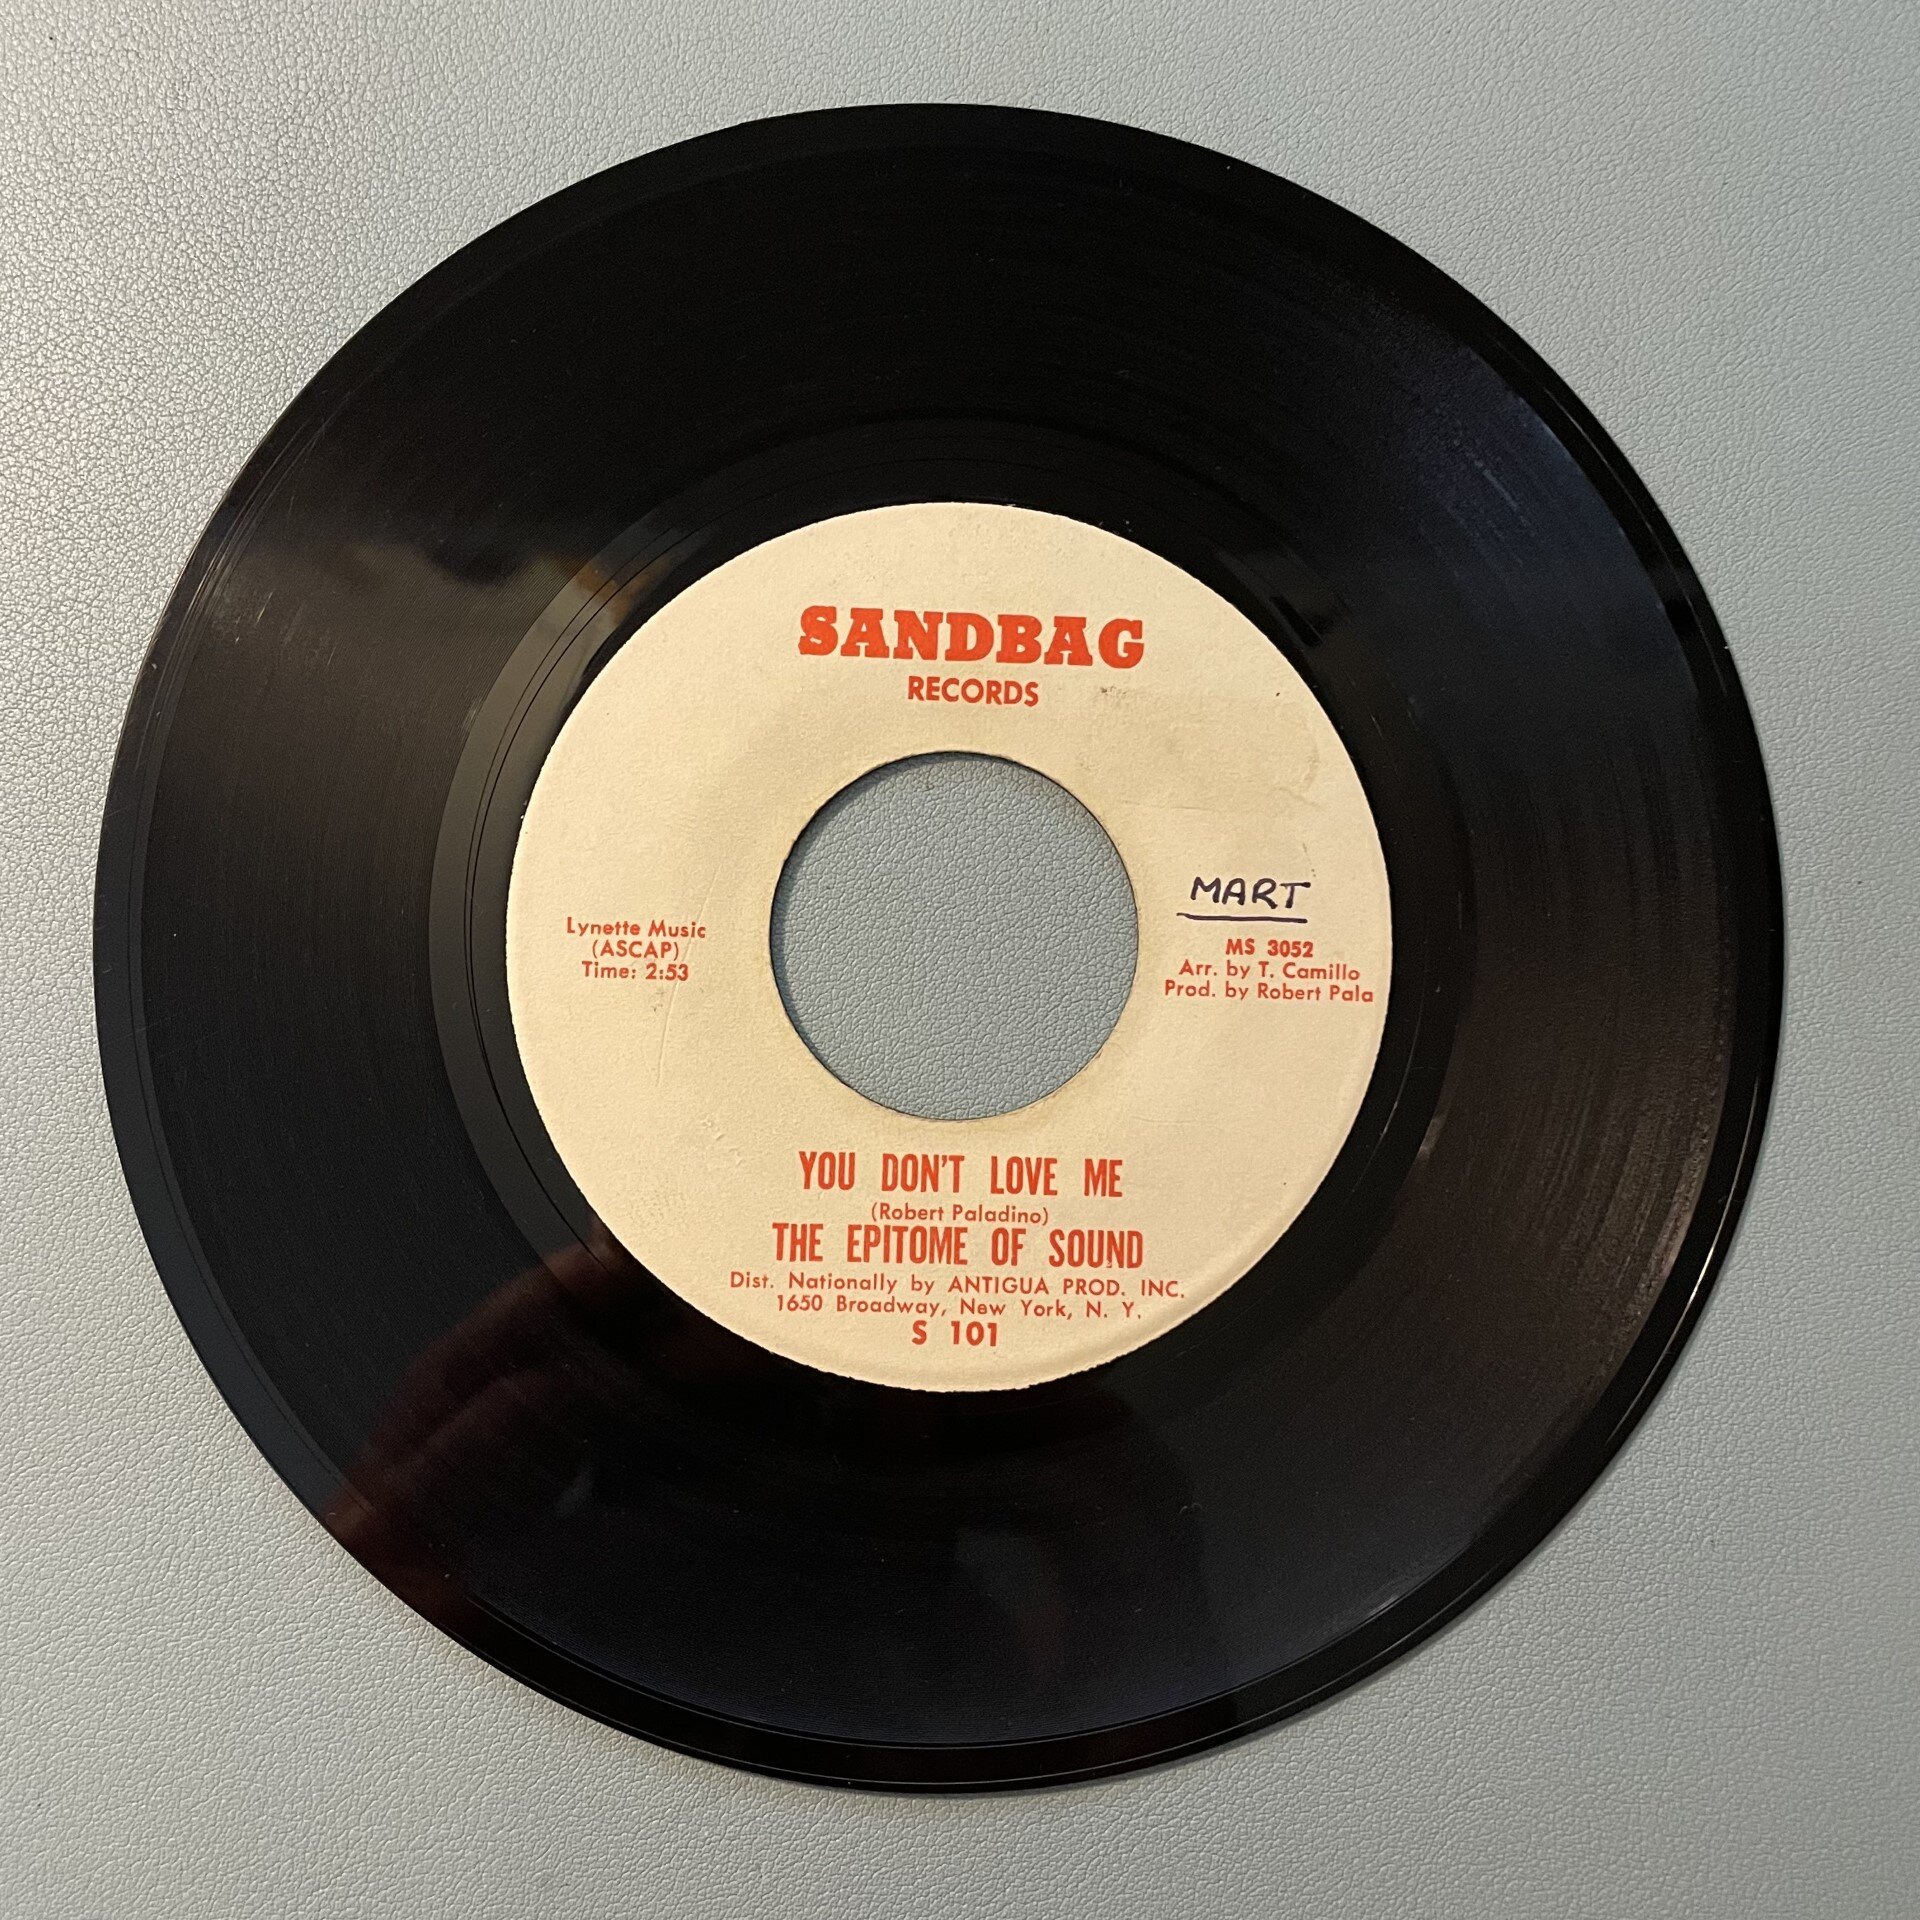 SANDBAG
RECORDS
Lynette Music
(ASCAP)
Time: 2:53
MART
MS 3052
Arr. by T. Camillo
Prod. by Robert Pala
YOU DON'T LOVE ME
(Robert Paladino)
THE EPITOME OF SOUND
Dist. Nationally by ANTIGUA PROD. INC.
1650 Broadway, New York, N. Y.
S 101